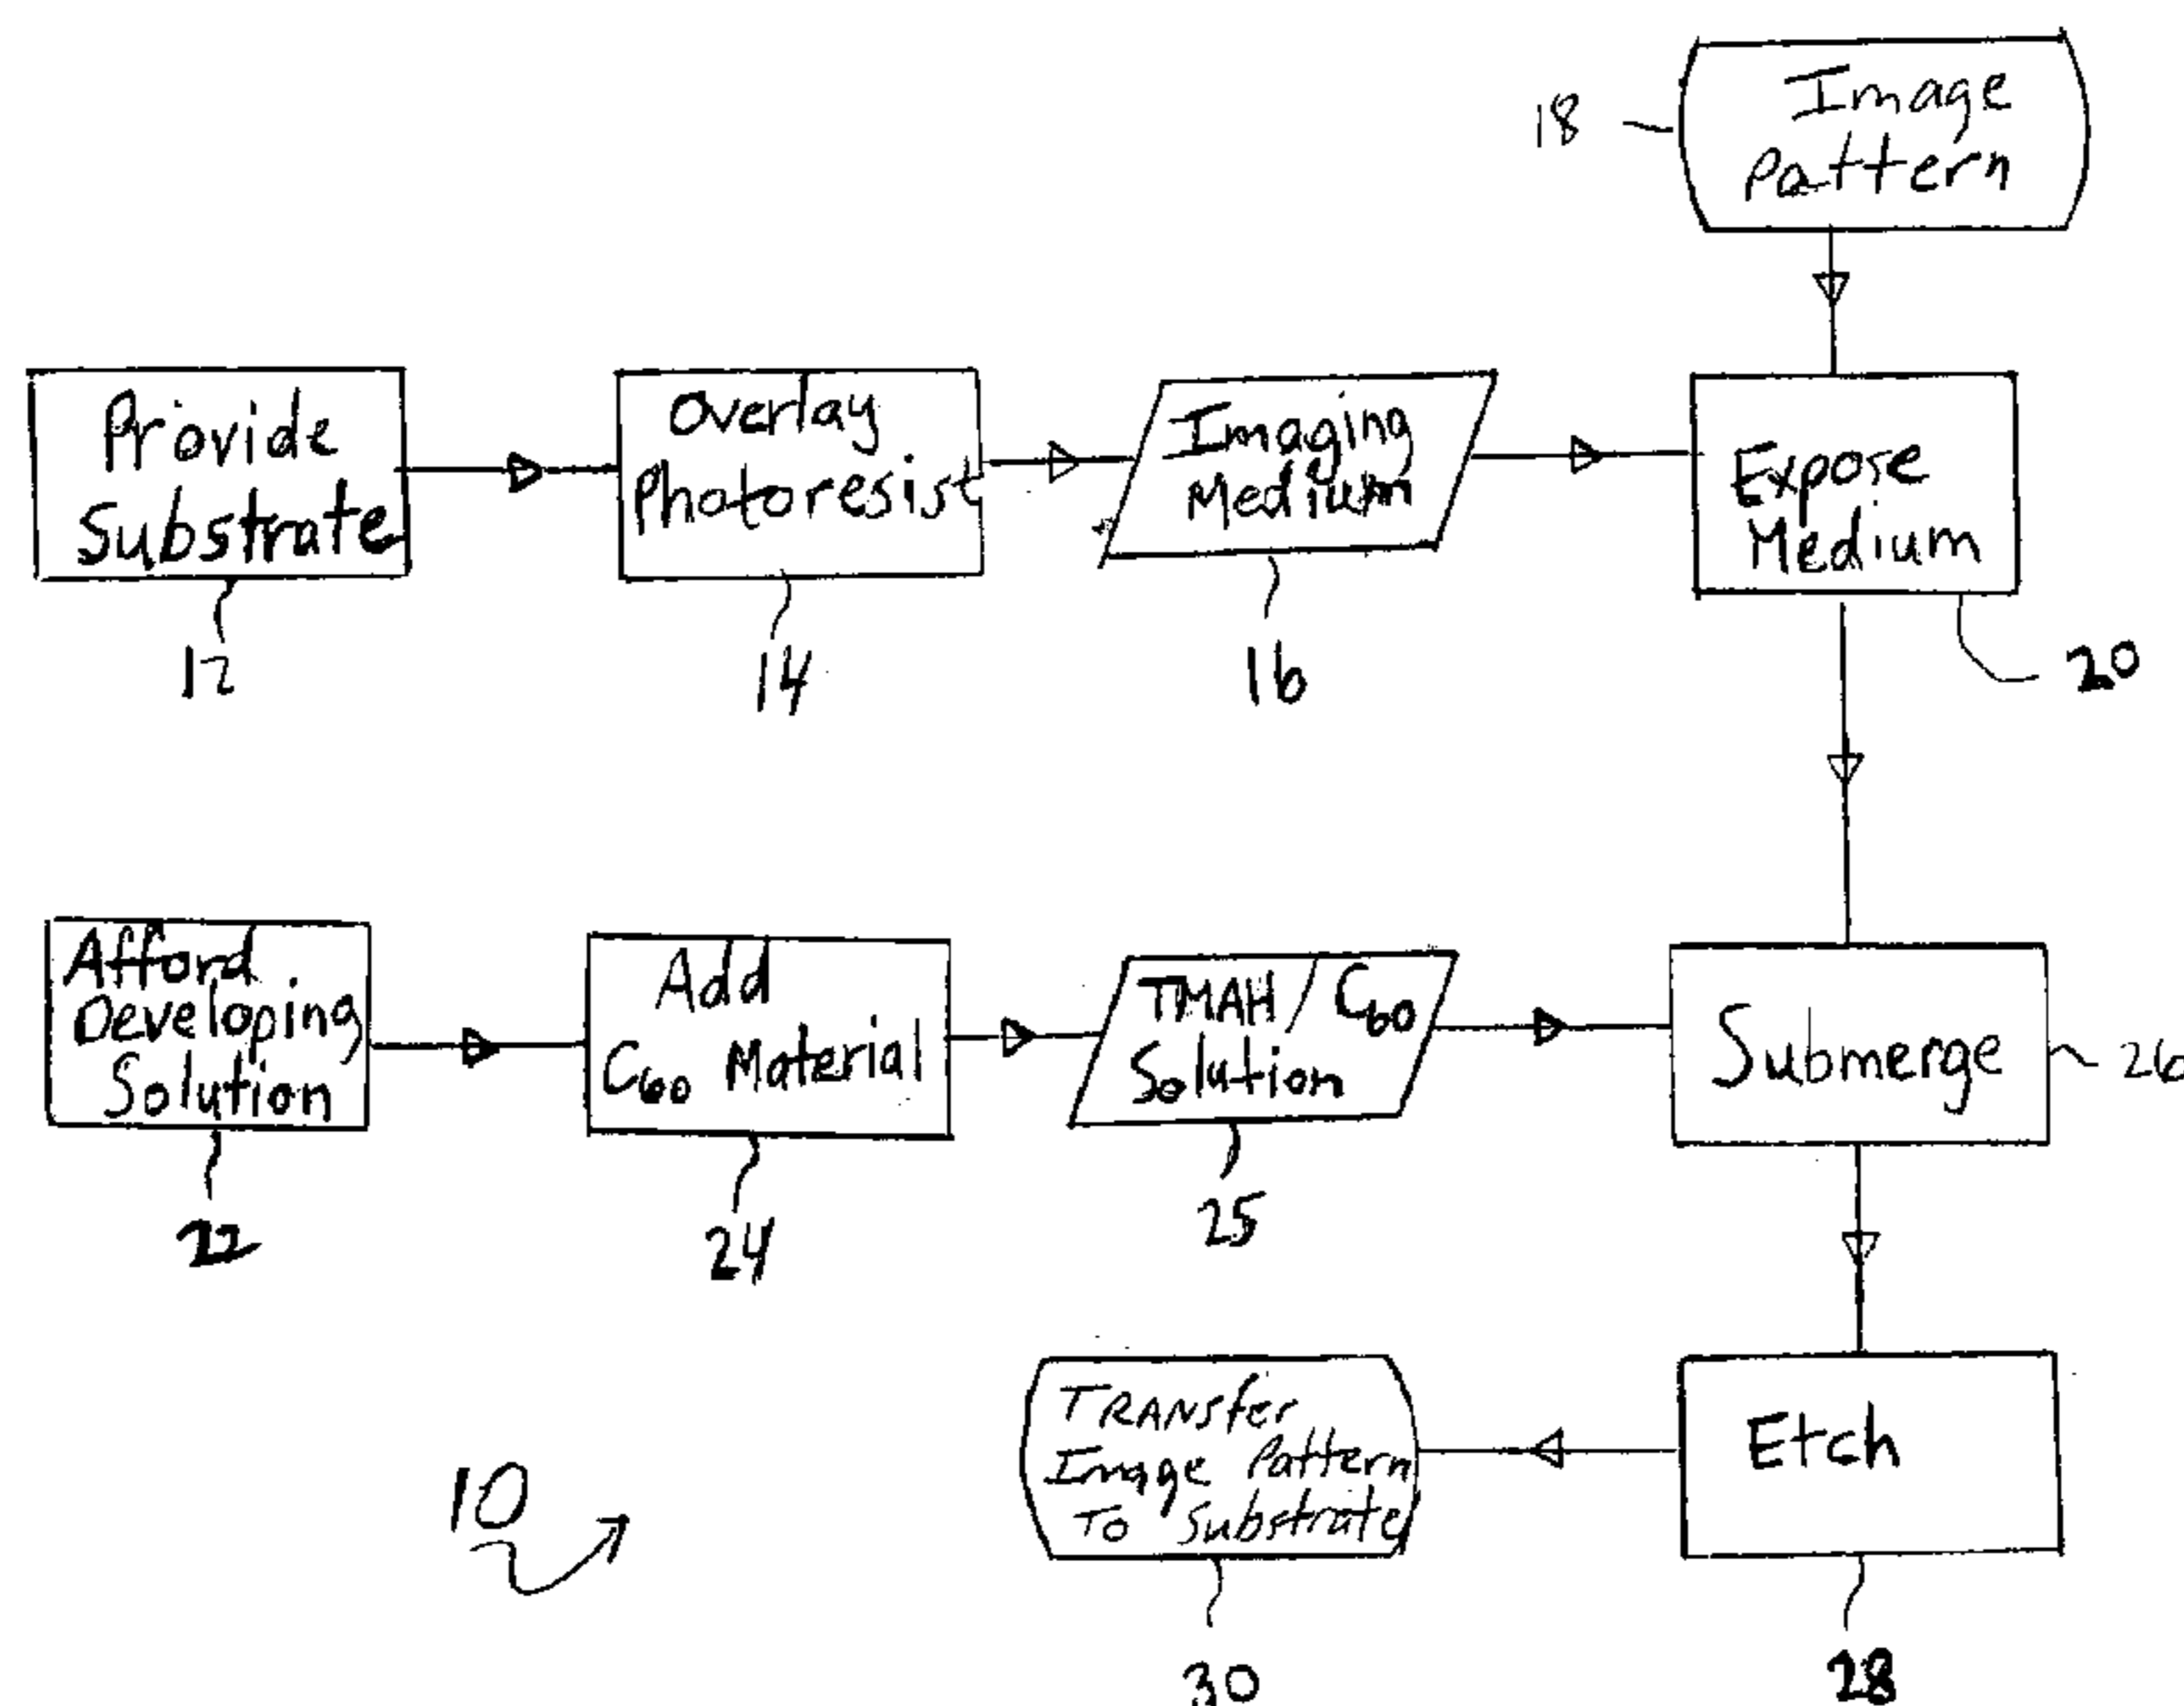 18
Image
Pattern
Provide
Substrate
12
Overlay
Photoresist
14
Imaging
Medium
16
Expose
Medium
20
Afford
Developing
Solution
22
Add
C60 Material
24
TMAH / C60
Solution
25
Submerge
26
Etch
28
TRANSfer
Image Pattern
To Substrate
30
10